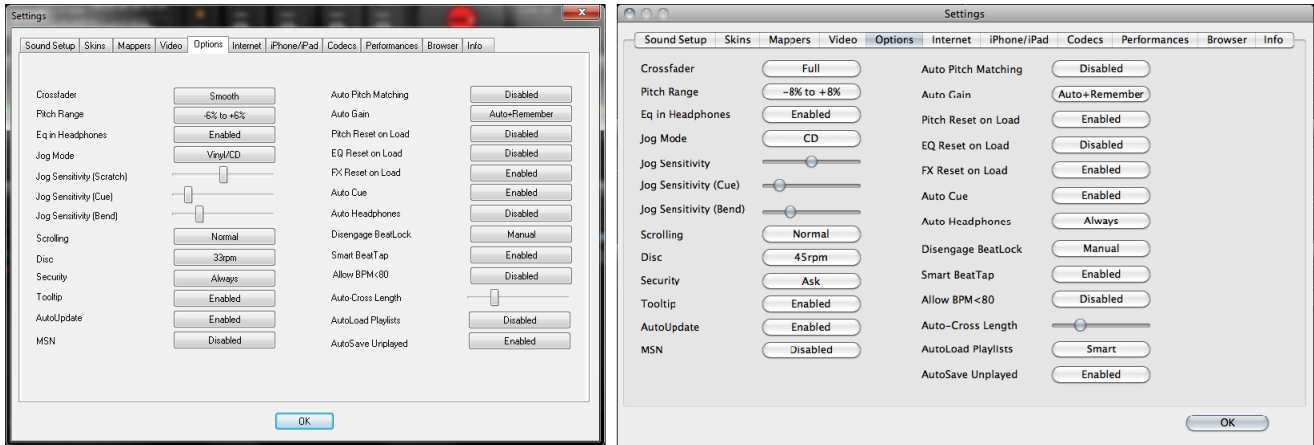 Settings
Sound Setup Skins Mappers Video Options Internet iPhone/iPad Codecs Performances Browser Info
Crossfader Smooth Auto Pitch Matching Disabled
Pitch Range -6% to +6% Auto Gain Auto+Remember
Eq in Headphones Enabled Pitch Reset on Load Disabled
Jog Mode Vinyl/CD EQ Reset on Load Disabled
Jog Sensitivity (Scratch) FX Reset on Load Enabled
Jog Sensitivity (Cue) Auto Cue Enabled
Jog Sensitivity (Bend) Auto Headphones Disabled
Scrolling Normal Disengage BeatLock Manual
Disc 33rpm Smart BeatTap Enabled
Security Always Allow BPM<80 Disabled
Tooltip Enabled Auto-Cross Length
AutoUpdate Enabled AutoLoad Playlists Disabled
MSN Disabled AutoSave Unplayed Enabled
OK
Settings
Sound Setup Skins Mappers Video Options Internet iPhone/iPad Codecs Performances Browser Info
Crossfader Full Auto Pitch Matching Disabled
Pitch Range -8% to +8% Auto Gain Auto+Remember
Eq in Headphones Enabled Pitch Reset on Load Enabled
Jog Mode CD EQ Reset on Load Disabled
Jog Sensitivity FX Reset on Load Enabled
Jog Sensitivity (Cue) Auto Cue Enabled
Jog Sensitivity (Bend) Auto Headphones Always
Scrolling Normal Disengage BeatLock Manual
Disc 45rpm Smart BeatTap Enabled
Security Ask Allow BPM<80 Disabled
Tooltip Enabled Auto-Cross Length
AutoUpdate Enabled AutoLoad Playlists Smart
MSN Disabled AutoSave Unplayed Enabled
OK